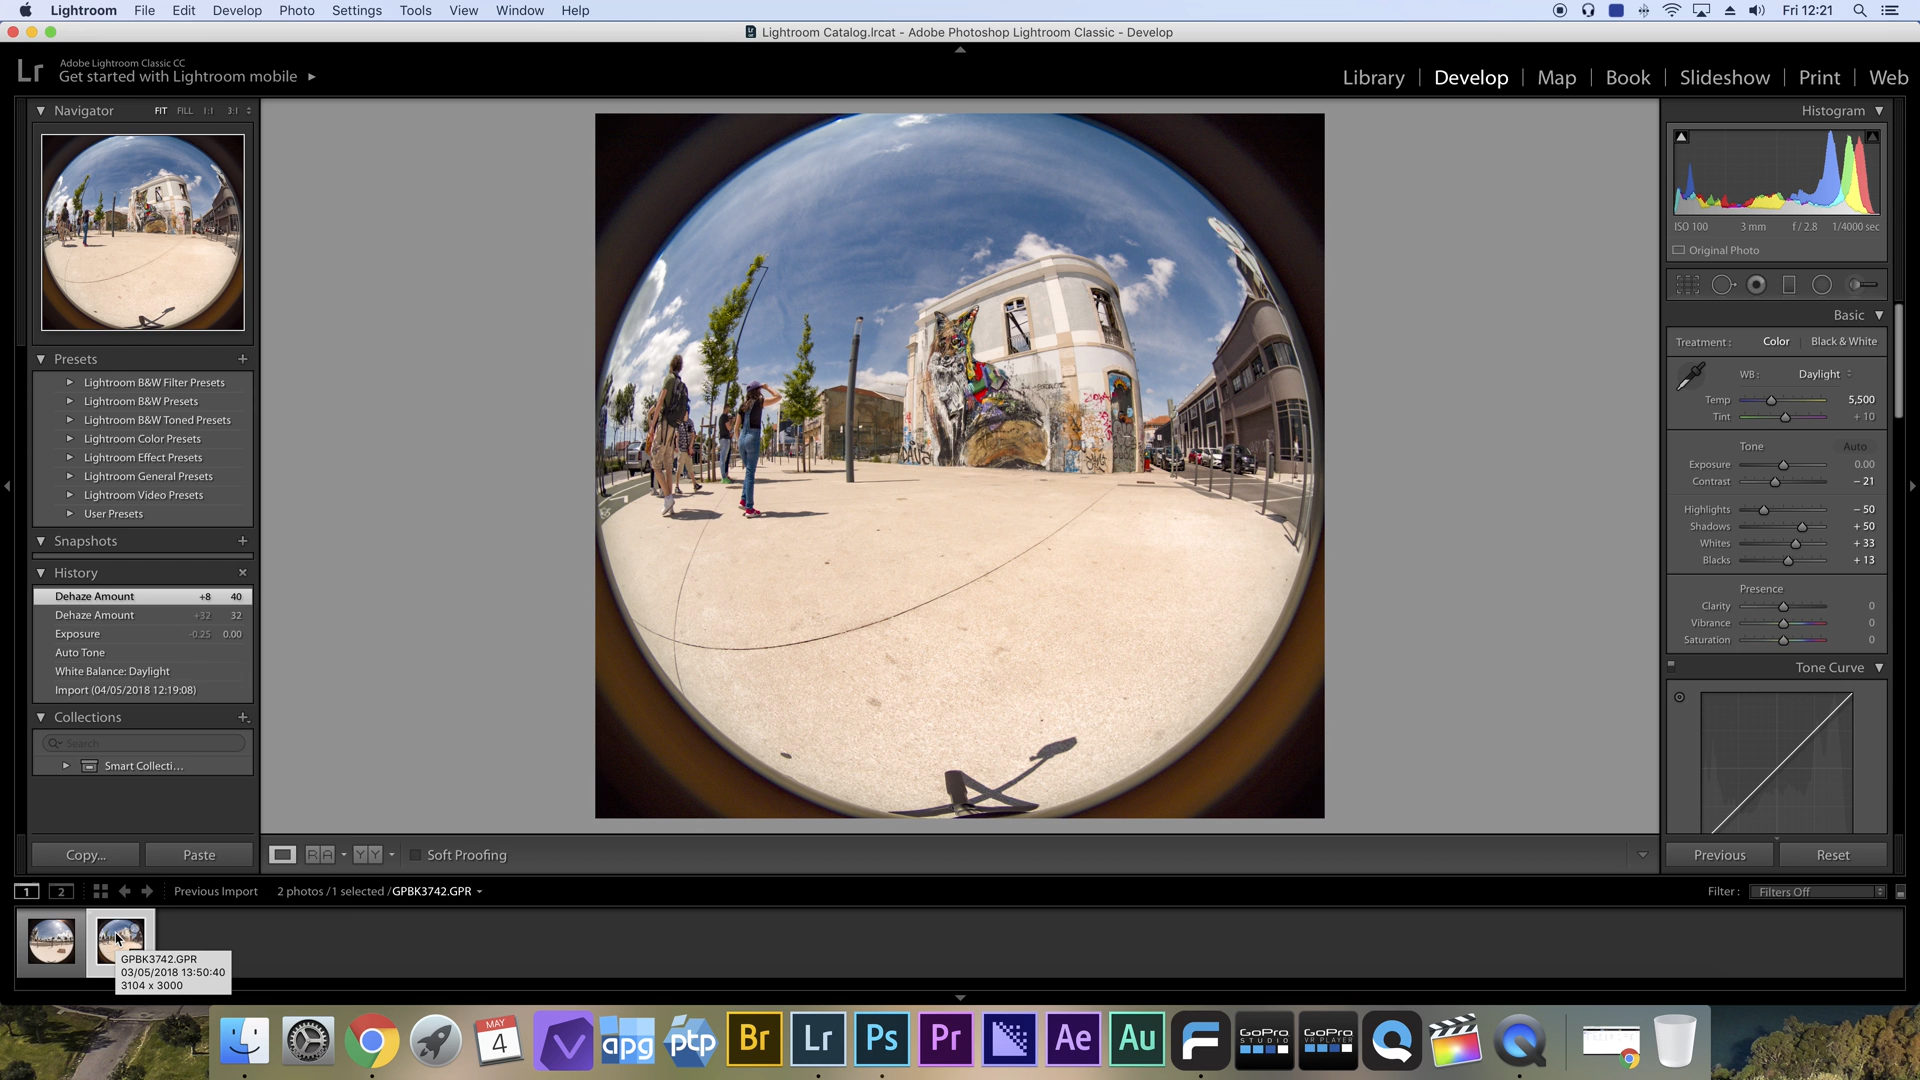 Lightroom File Edit Develop Photo Settings Tools View Window Help Fri 12:21
Lightroom Catalog.lrcat - Adobe Photoshop Lightroom Classic - Develop
Lr
Adobe Lightroom Classic CC
Get started with Lightroom mobile
Library | Develop | Map | Book | Slideshow | Print | Web
Navigator FIT FILL 1:1 3:1
Presets +
Lightroom B&W Filter Presets
Lightroom B&W Presets
Lightroom B&W Toned Presets
Lightroom Color Presets
Lightroom Effect Presets
Lightroom General Presets
Lightroom Video Presets
User Presets
Snapshots +
History ×
Dehaze Amount +8 40
Dehaze Amount +32 32
Exposure -0.25 0.00
Auto Tone
White Balance: Daylight
Import (04/05/2018 12:19:08)
Collections +
Search
Smart Collecti...
Copy... Paste
Soft Proofing
Histogram
ISO 100 3 mm f / 2.8 1/4000 sec
Original Photo
Basic
Treatment : Color | Black & White
WB : Daylight
Temp 5,500
Tint + 10
Tone Auto
Exposure 0.00
Contrast – 21
Highlights – 50
Shadows + 50
Whites + 33
Blacks + 13
Presence
Clarity 0
Vibrance 0
Saturation 0
Tone Curve
Previous Reset
1 2 Previous Import 2 photos / 1 selected / GPBK3742.GPR
Filter : Filters Off
GPBK3742.GPR
03/05/2018 13:50:40
3104 x 3000
MAY
4
apg ptp Br Lr Ps Pr Ae Au
GoPro
STUDIO
GoPro
VR PLAYER